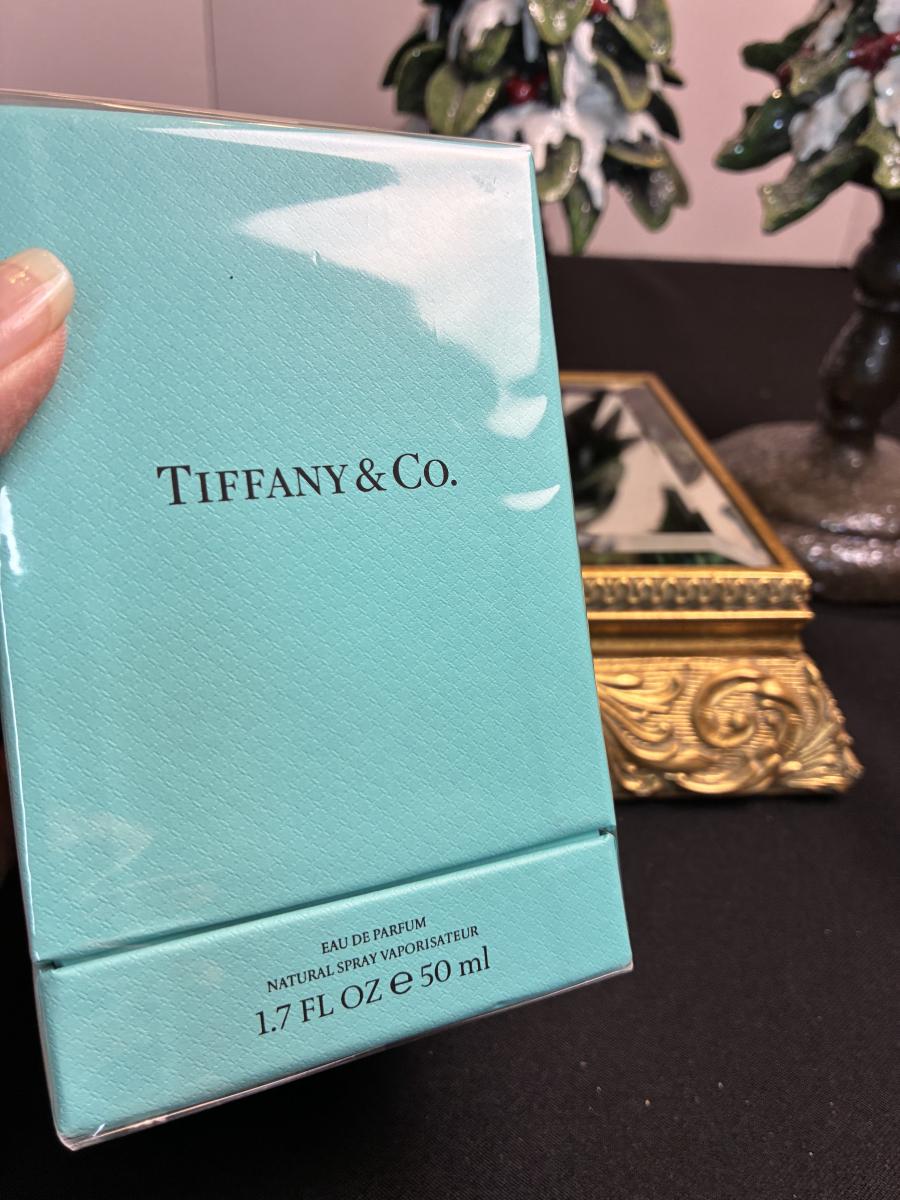 TIFFANY & CO.
EAU DE PARFUM
NATURAL SPRAY VAPORISATEUR
1.7 FL OZ ℮ 50 ml